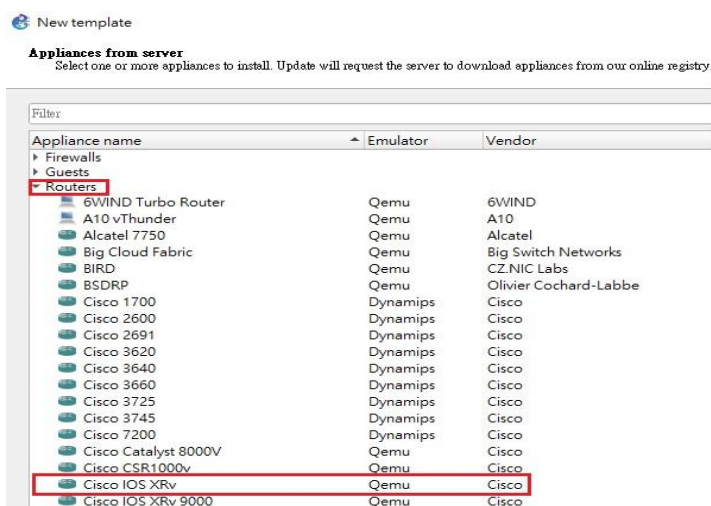 New template
Appliances from server
Select one or more appliances to install. Update will request the server to download appliances from our online registry.
Filter
Appliance name Emulator Vendor
Firewalls
Guests
Routers
6WIND Turbo Router Qemu 6WIND
A10 vThunder Qemu A10
Alcatel 7750 Qemu Alcatel
Big Cloud Fabric Qemu Big Switch Networks
BIRD Qemu CZ.NIC Labs
BSDRP Qemu Olivier Cochard-Labbe
Cisco 1700 Dynamips Cisco
Cisco 2600 Dynamips Cisco
Cisco 2691 Dynamips Cisco
Cisco 3620 Dynamips Cisco
Cisco 3640 Dynamips Cisco
Cisco 3660 Dynamips Cisco
Cisco 3725 Dynamips Cisco
Cisco 3745 Dynamips Cisco
Cisco 7200 Dynamips Cisco
Cisco Catalyst 8000V Qemu Cisco
Cisco CSR1000v Qemu Cisco
Cisco IOS XRv Qemu Cisco
Cisco IOS XRv 9000 Qemu Cisco